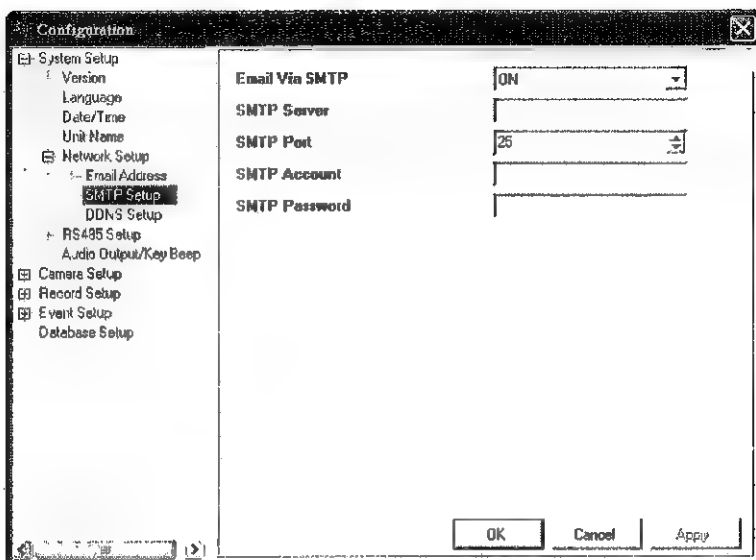 Configuration
System Setup
Version
Language
Date/Time
Unit Name
Network Setup
Email Address
SMTP Setup
DDNS Setup
RS485 Setup
Audio Output/Key Beep
Camera Setup
Record Setup
Event Setup
Database Setup
Email Via SMTP
ON
SMTP Server
SMTP Port
25
SMTP Account
SMTP Password
OK
Cancel
Apply